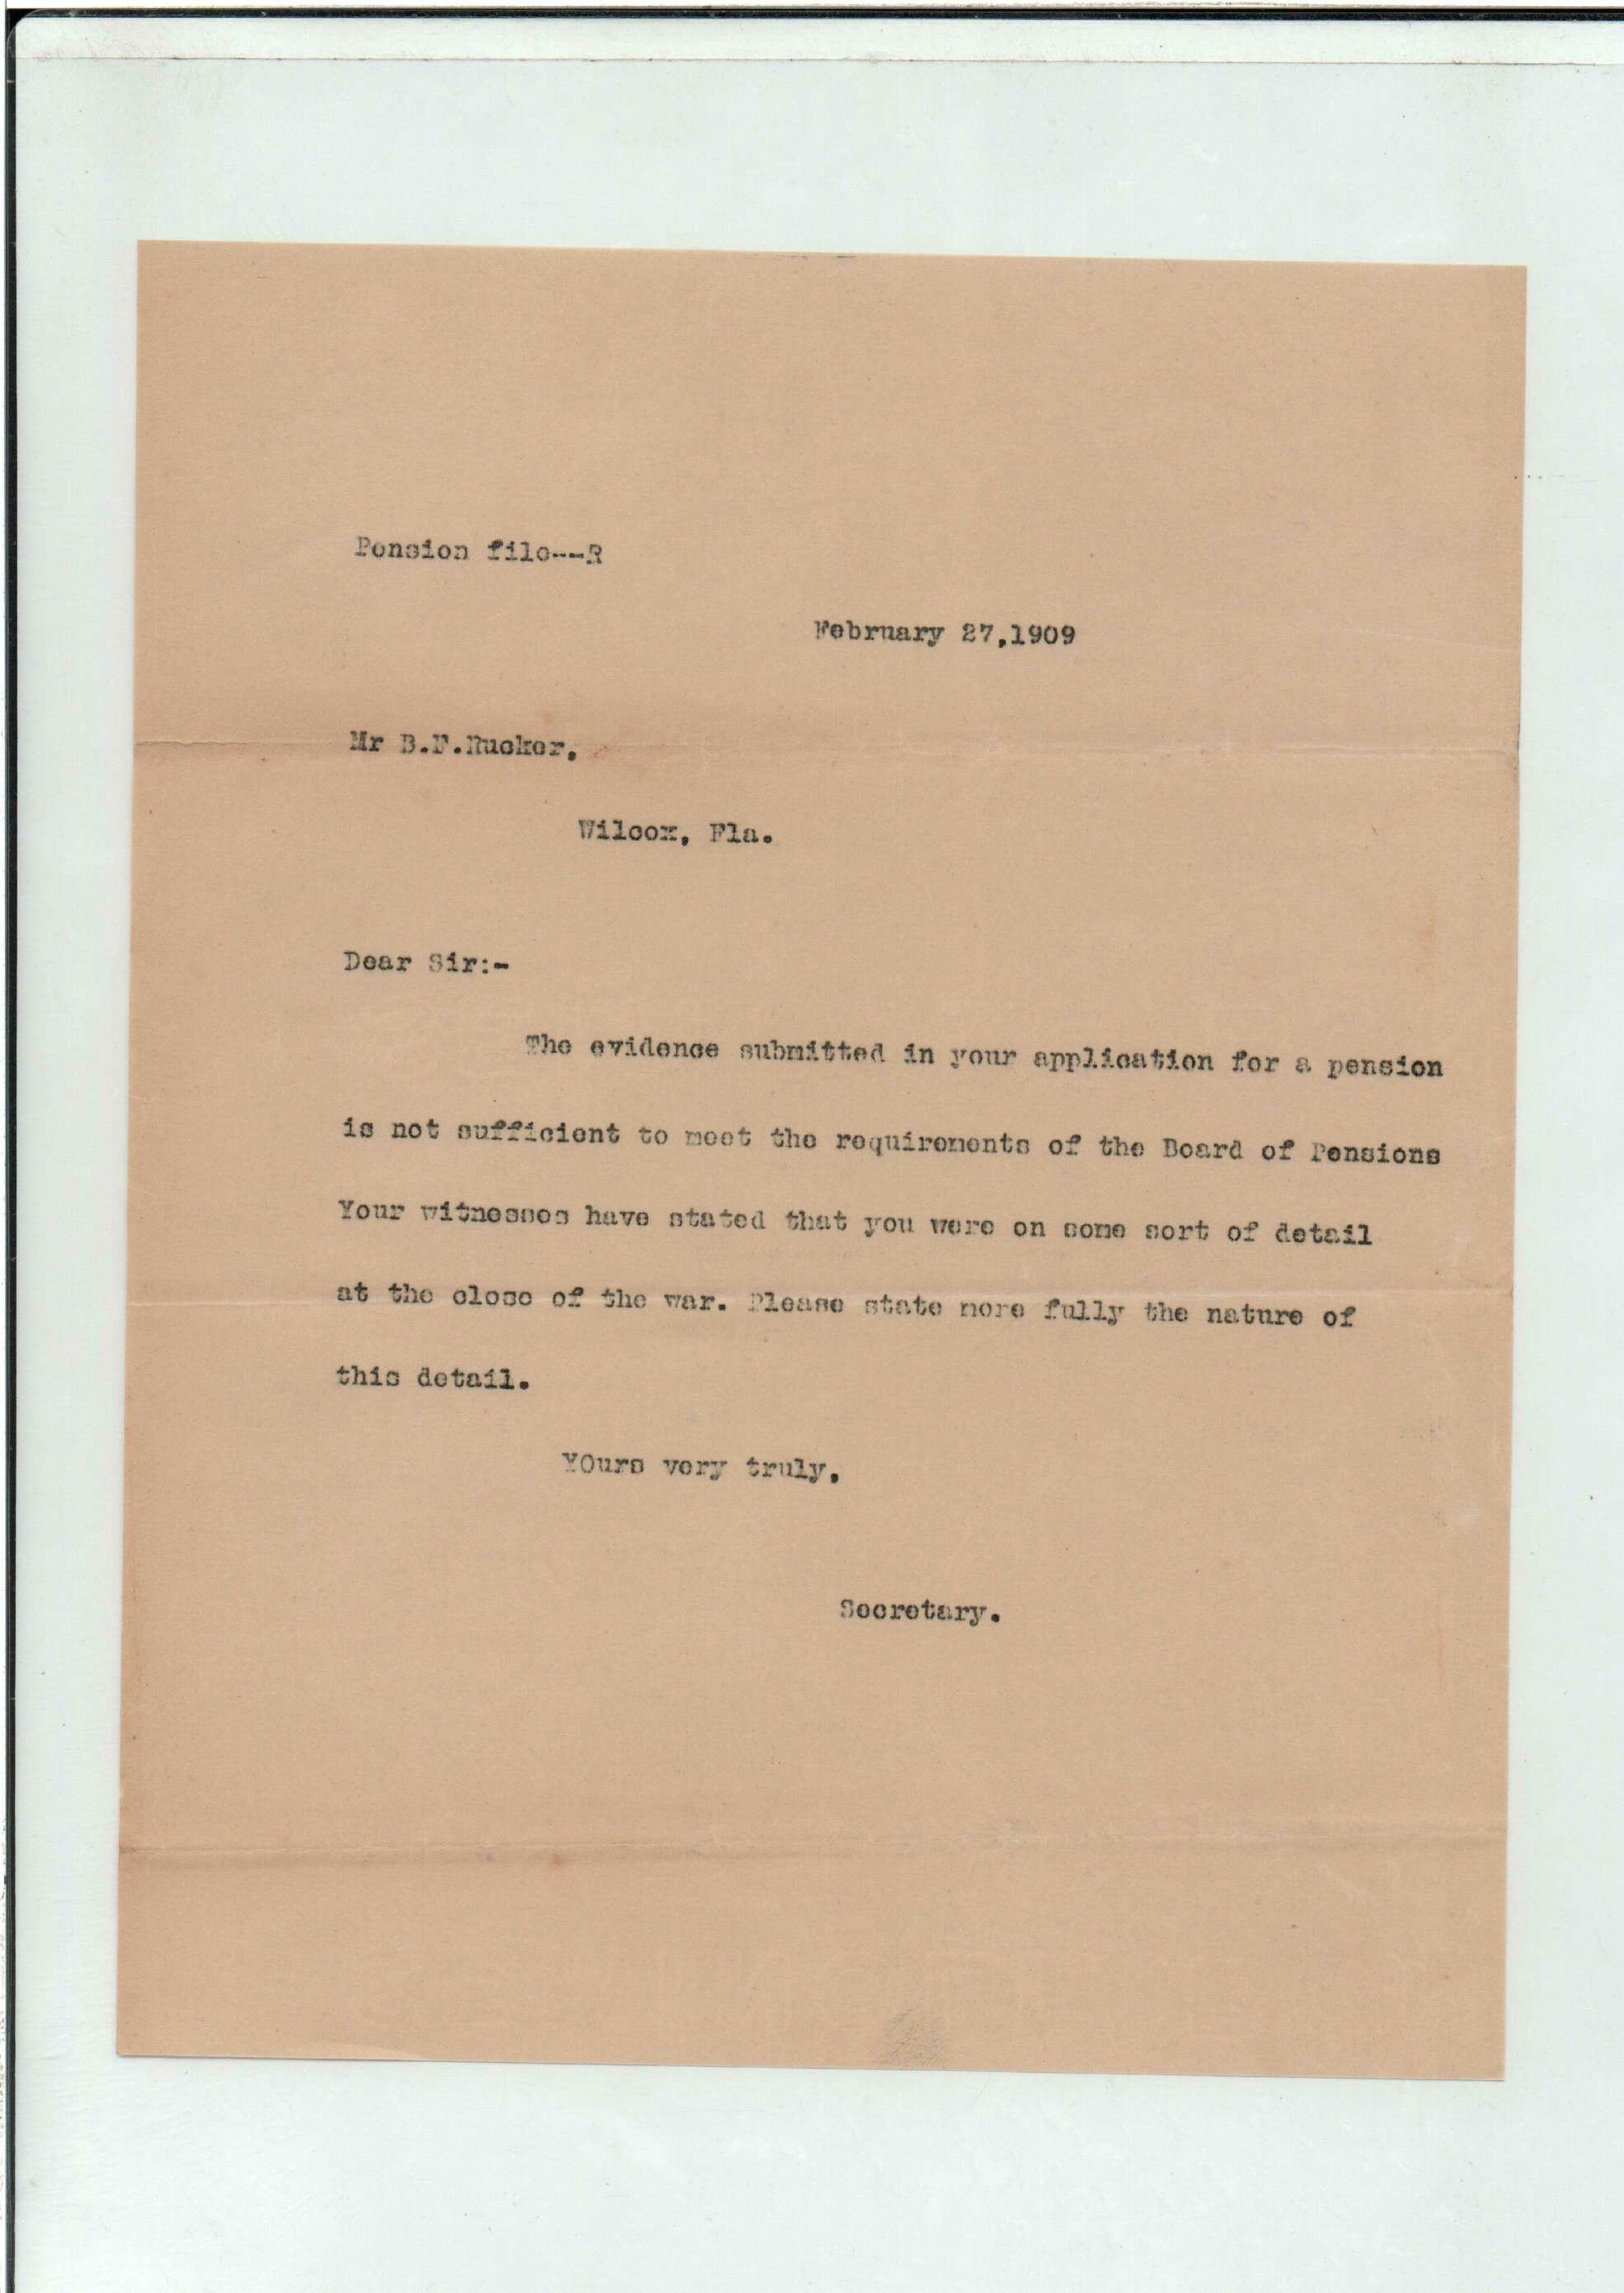 Pension file---R
February 27,1909
Mr B.F.Rucker,
Wilcox, Fla.
Dear Sir:-
The evidence submitted in your application for a pension
is not sufficient to meet the requirements of the Board of Pensions
Your witnesses have stated that you were on some sort of detail
at the close of the war. Please state more fully the nature of
this detail.
YOurs very truly,
Secretary.